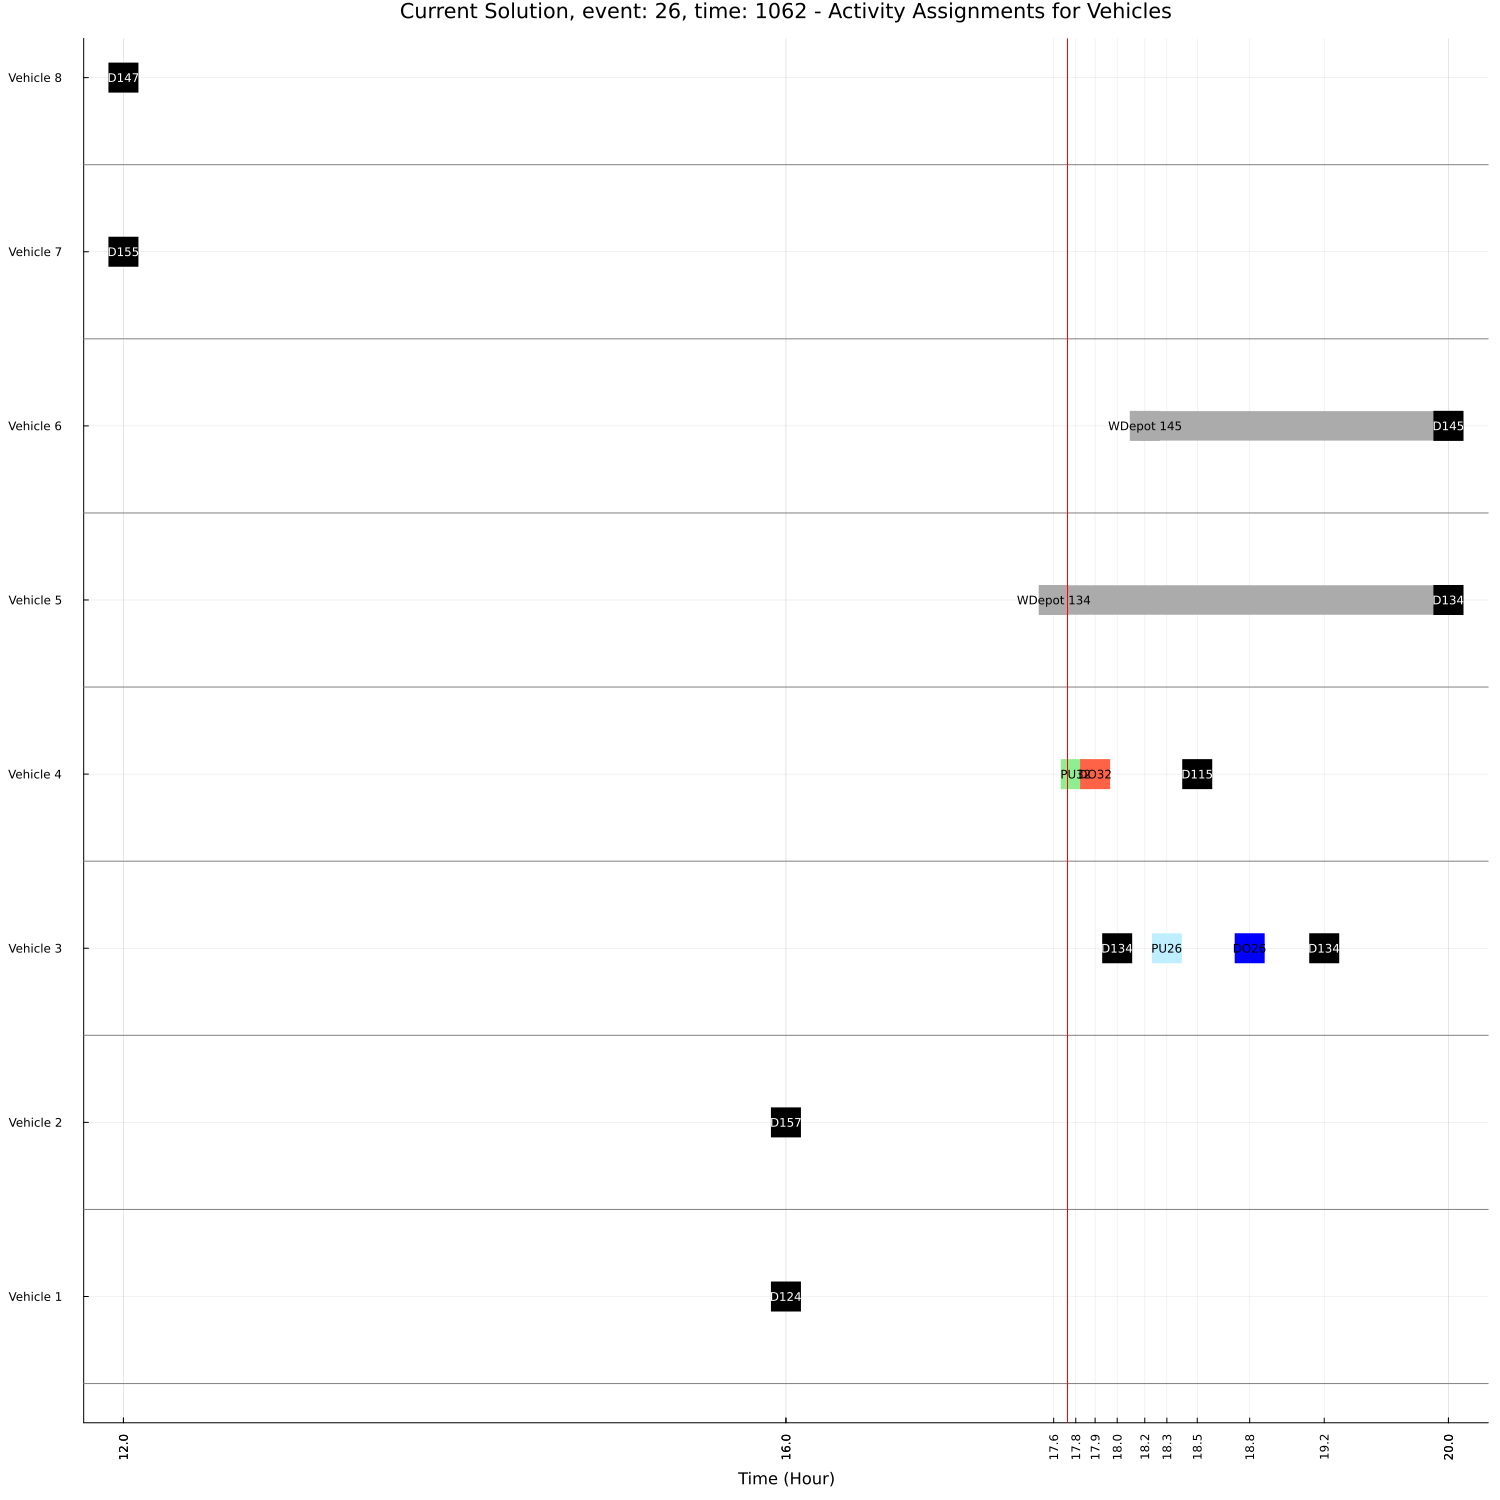 Current Solution, event: 26, time: 1062 - Activity Assignments for Vehicles
Vehicle 8
D147
Vehicle 7
D155
Vehicle 6
WDepot 145
D145
Vehicle 5
WDepot 134
D134
Vehicle 4
PU32
DO32
D115
Vehicle 3
D134
PU26
DO26
D134
Vehicle 2
D157
Vehicle 1
D124
12.0
16.0
17.6
17.8
17.9
18.0
18.2
18.3
18.5
18.8
19.2
20.0
Time (Hour)